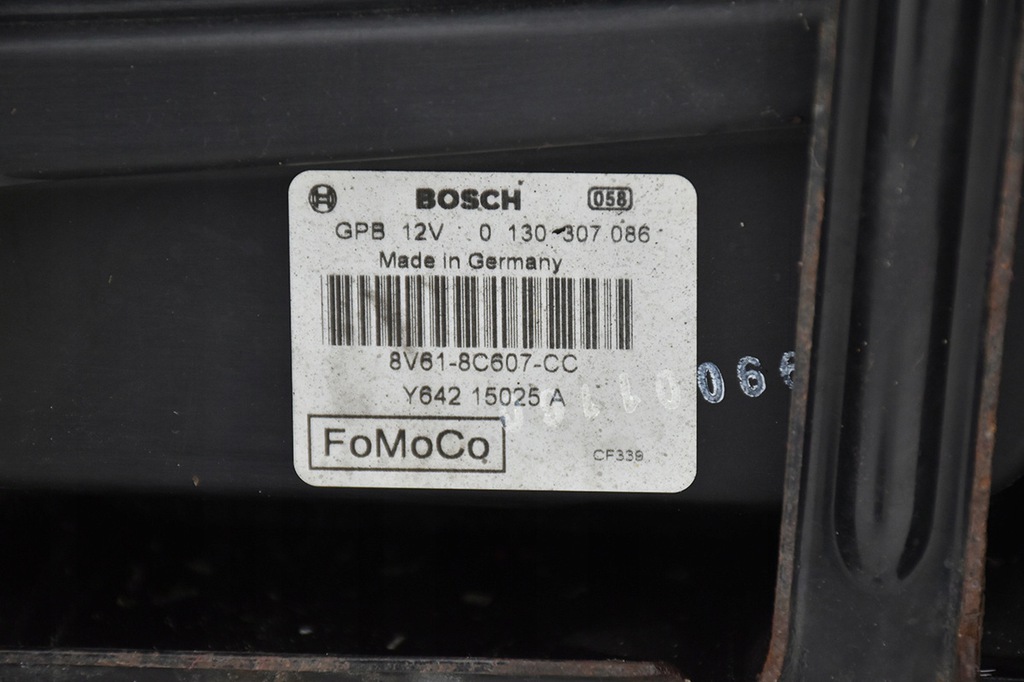 BOSCH 058
GPB 12V 0 130 307 086
Made in Germany
8V61-8C607-CC
Y642 15025 A
FoMoCo
CF339